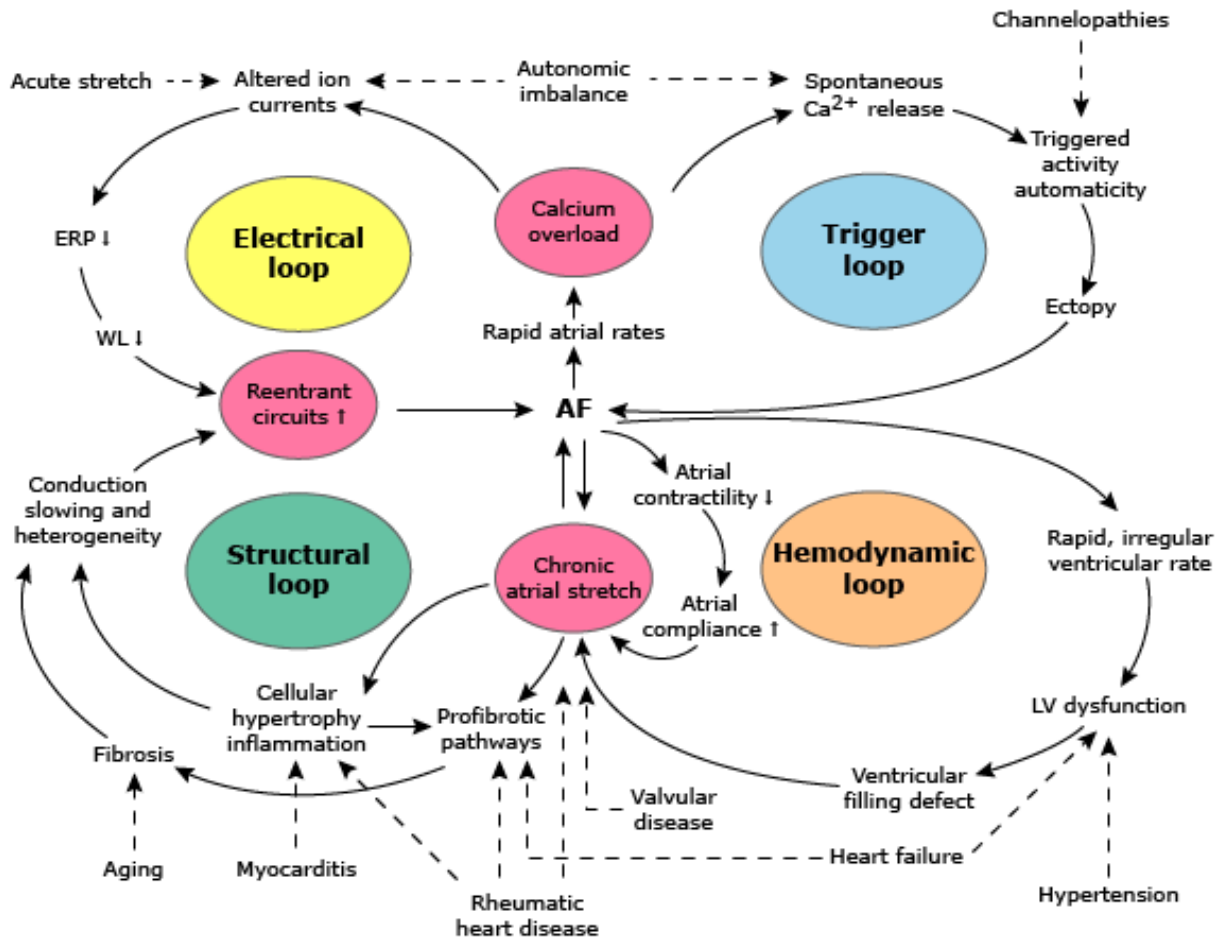 Channelopathies
Acute stretch
Altered ion
currents
Autonomic
imbalance
Spontaneous
Ca²⁺ release
Triggered
activity
automaticity
Calcium
overload
ERP ↓
Electrical
loop
Trigger
loop
Ectopy
WL ↓
Rapid atrial rates
Reentrant
circuits ↑
AF
Conduction
slowing and
heterogeneity
Atrial
contractility ↓
Rapid, irregular
ventricular rate
Structural
loop
Chronic
atrial stretch
Hemodynamic
loop
Atrial
compliance ↑
Cellular
hypertrophy
inflammation
Profibrotic
pathways
LV dysfunction
Fibrosis
Ventricular
filling defect
Valvular
disease
Aging
Myocarditis
Heart failure
Rheumatic
heart disease
Hypertension